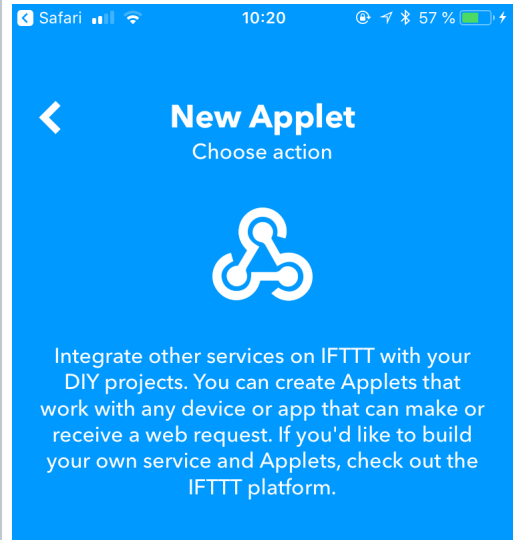 Safari 10:20 57 %
New Applet
Choose action
Integrate other services on IFTTT with your
DIY projects. You can create Applets that
work with any device or app that can make or
receive a web request. If you'd like to build
your own service and Applets, check out the
IFTTT platform.